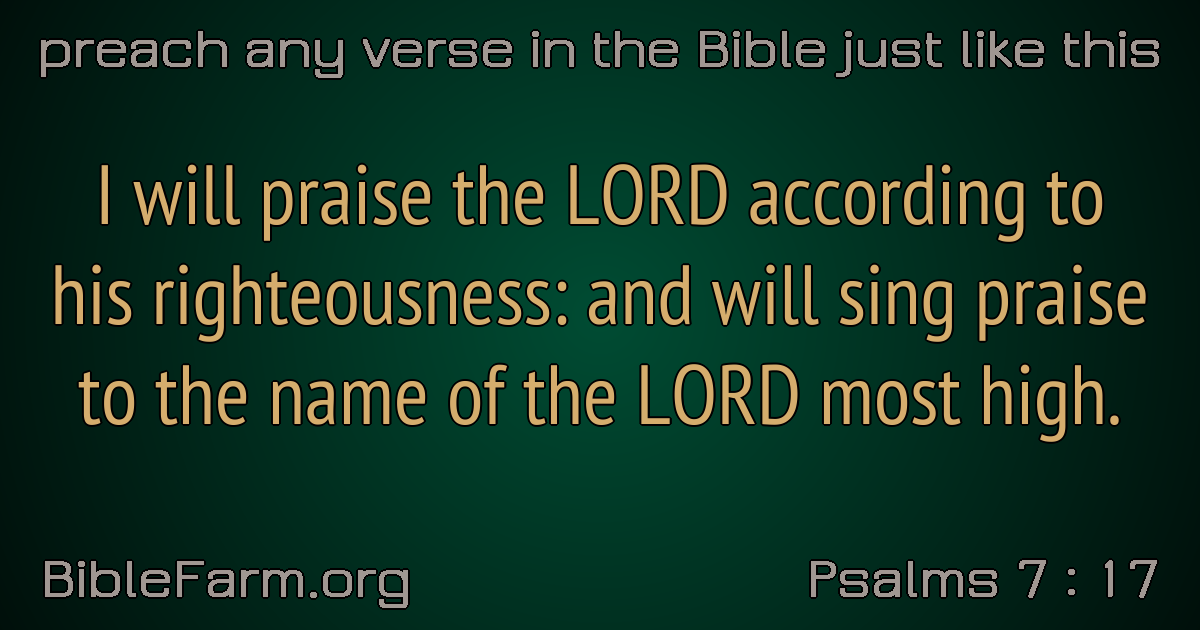 preach any verse in the Bible just like this
I will praise the LORD according to
his righteousness: and will sing praise
to the name of the LORD most high.
BibleFarm.org
Psalms 7 : 17